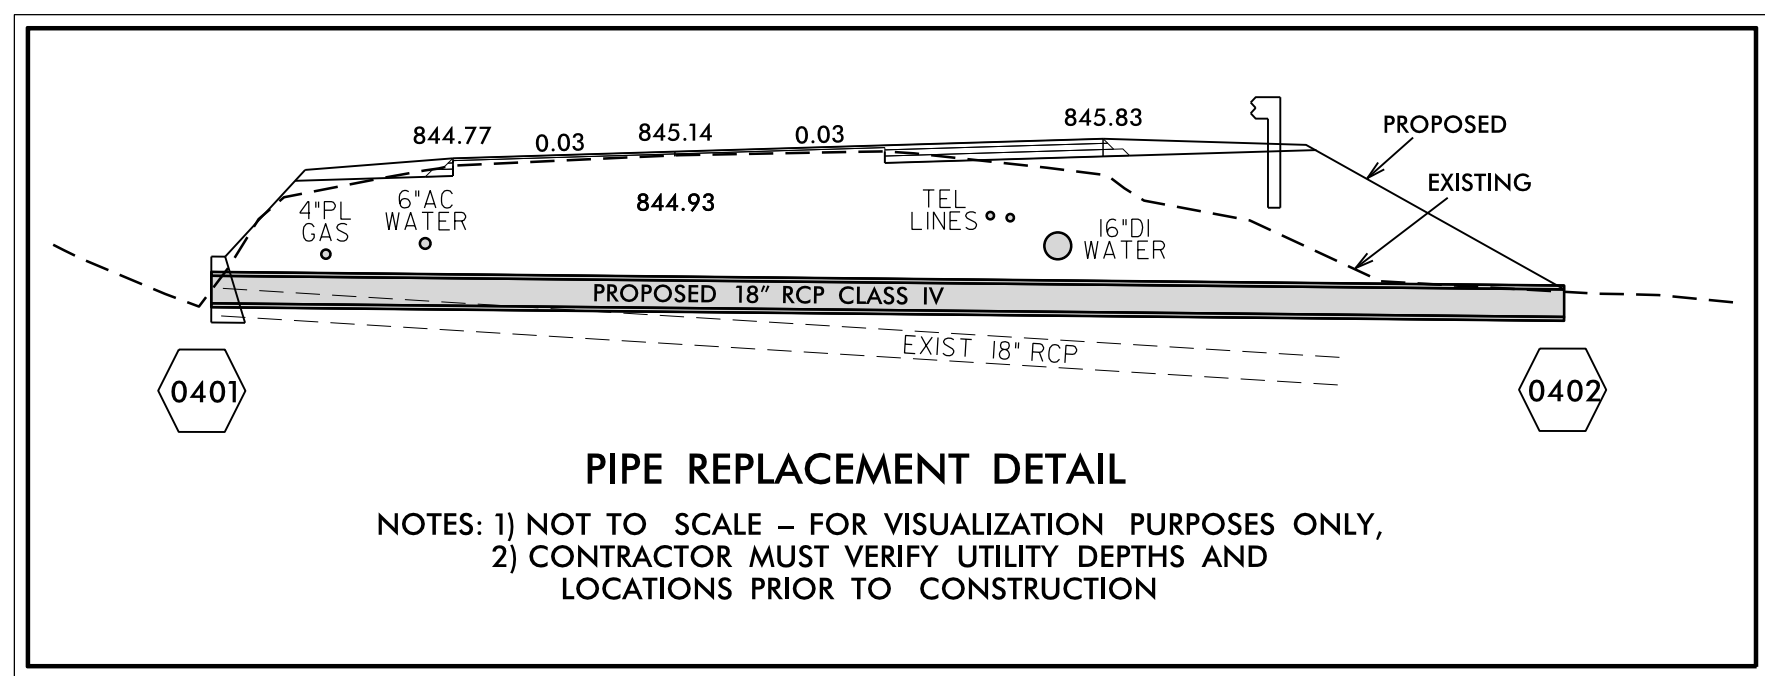 844.77
0.03
845.14
0.03
845.83
PROPOSED
EXISTING
4"PL
GAS
6"AC
WATER
844.93
TEL
LINES
16"DI
WATER
PROPOSED 18" RCP CLASS IV
EXIST 18" RCP
0401
0402
PIPE REPLACEMENT DETAIL
NOTES: 1) NOT TO SCALE – FOR VISUALIZATION PURPOSES ONLY,
2) CONTRACTOR MUST VERIFY UTILITY DEPTHS AND
LOCATIONS PRIOR TO CONSTRUCTION